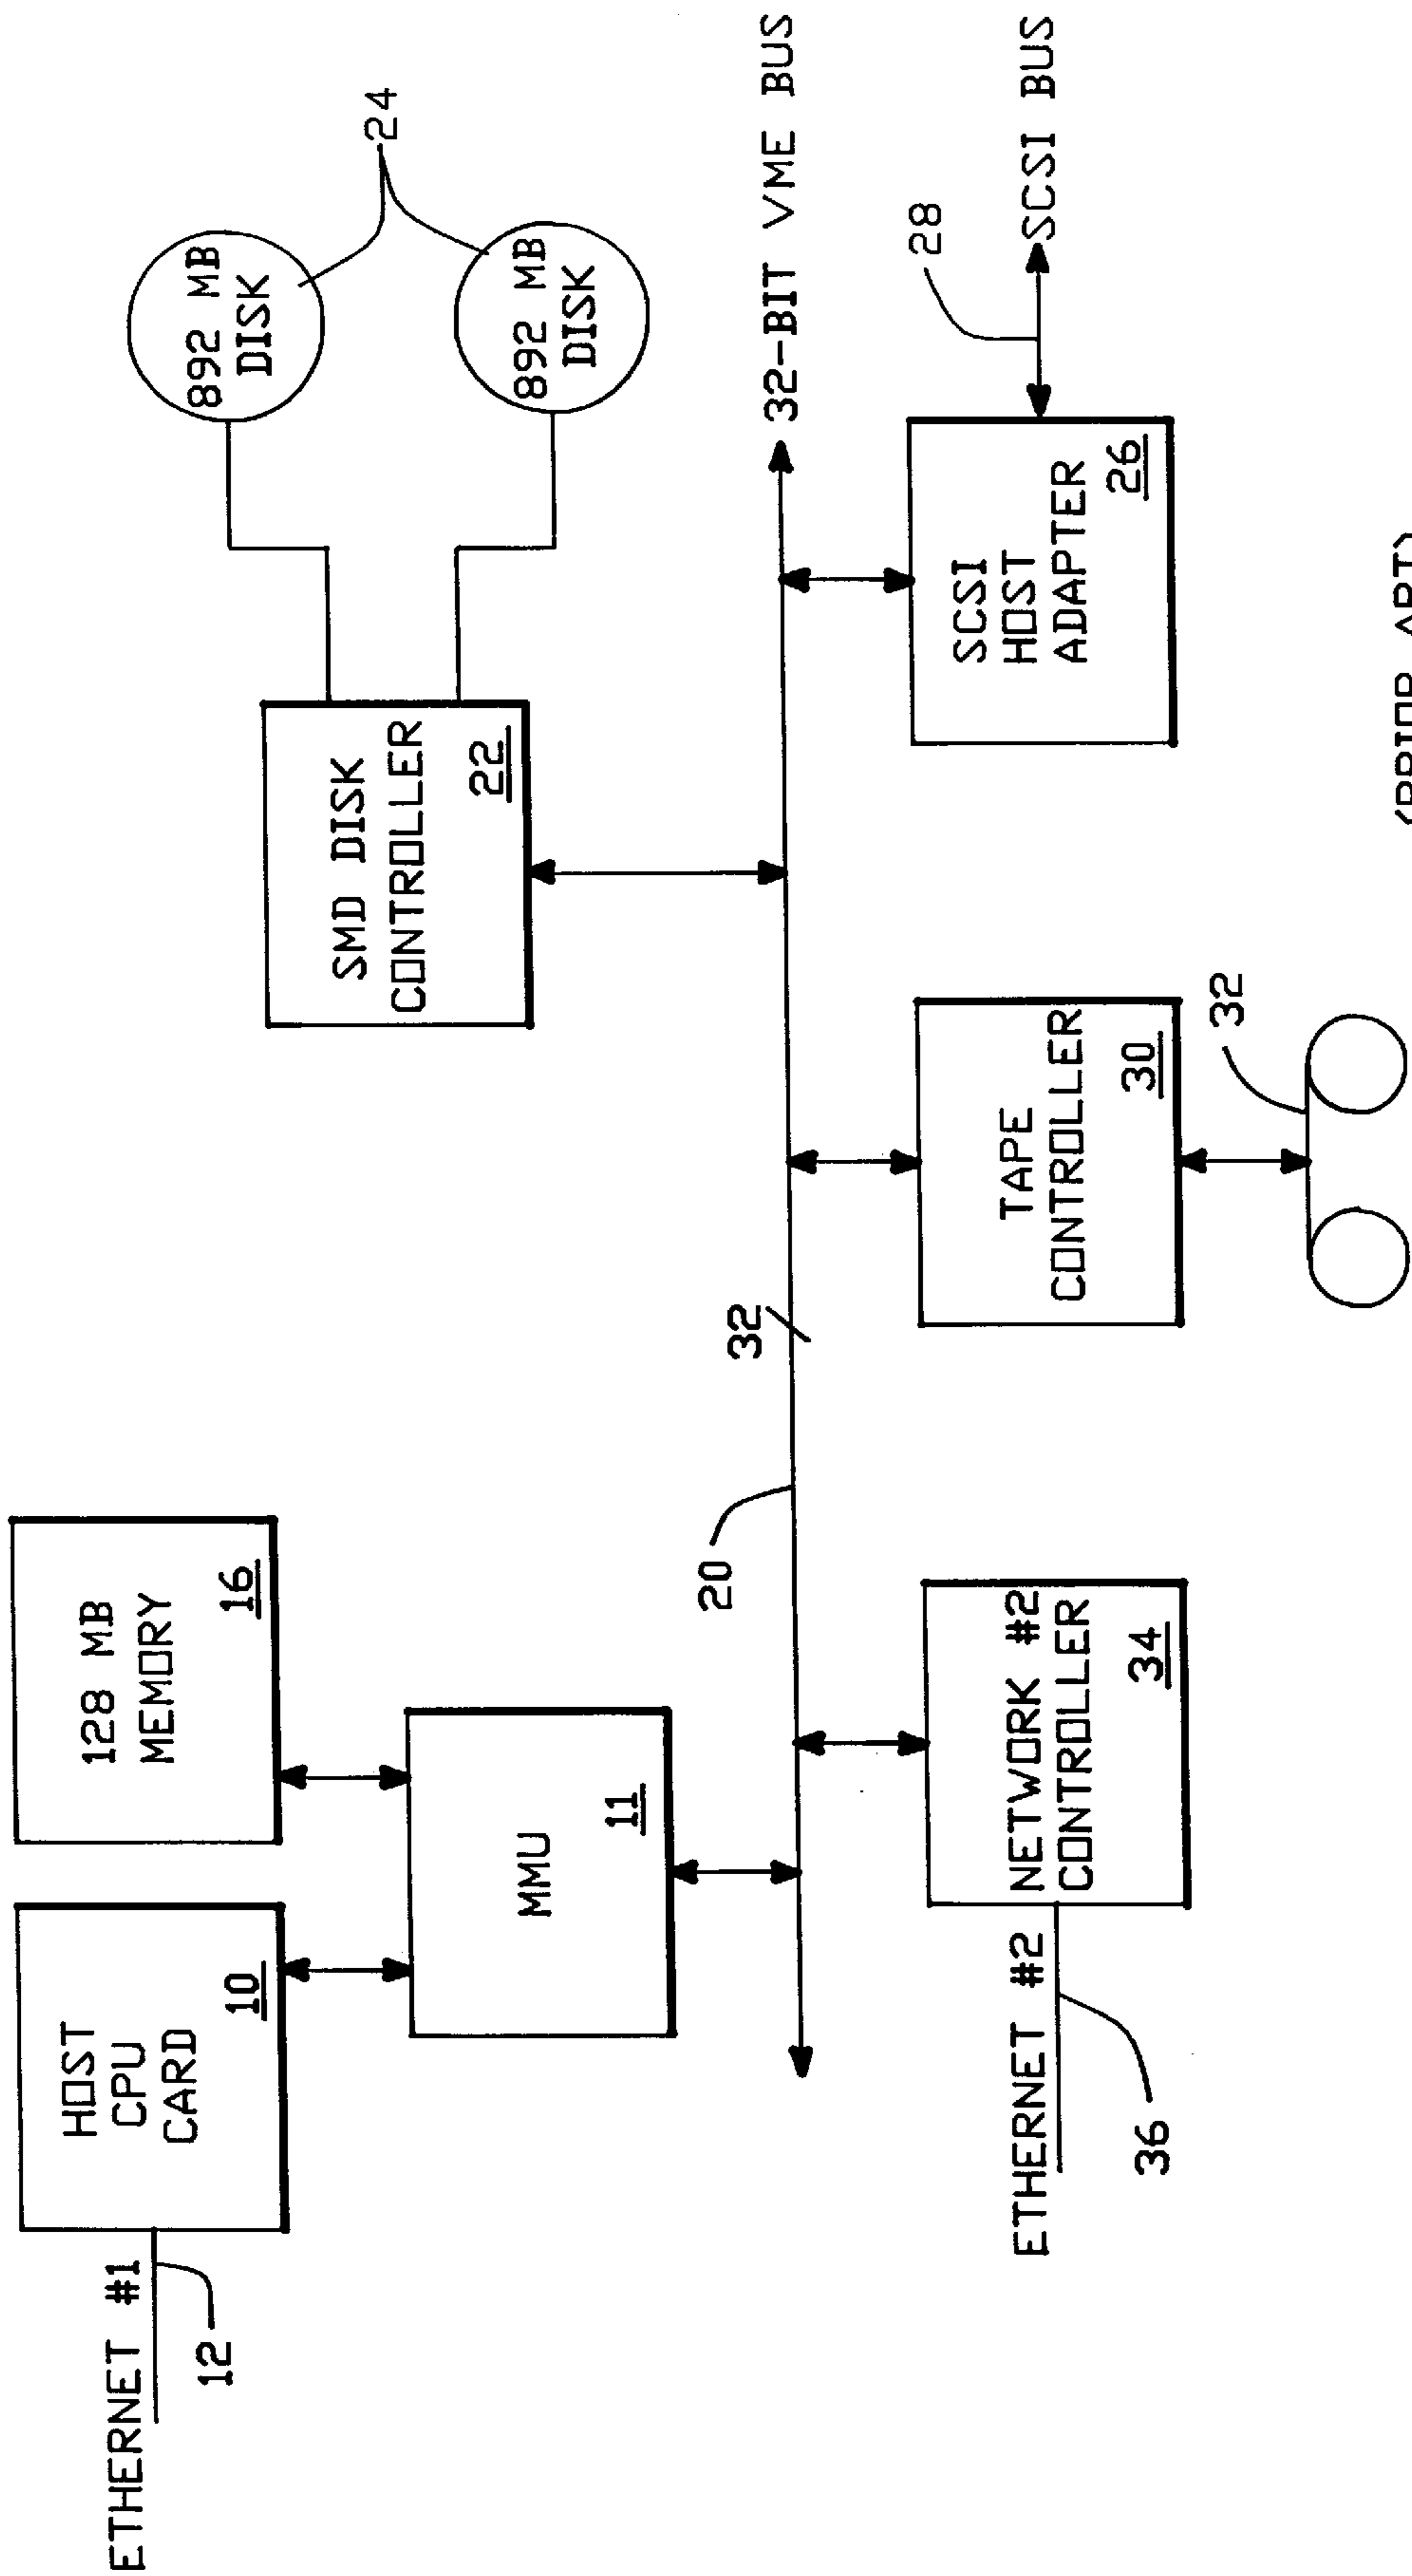 ETHERNET #1
12
HOST
CPU
CARD
10
128 MB
MEMORY
16
MMU
11
SMD DISK
CONTROLLER
22
892 MB
DISK
892 MB
DISK
24
20
32
32-BIT VME BUS
ETHERNET #2
36
NETWORK #2
CONTROLLER
34
TAPE
CONTROLLER
30
32
SCSI
HOST
ADAPTER
26
28
SCSI BUS
(PRIOR ART)